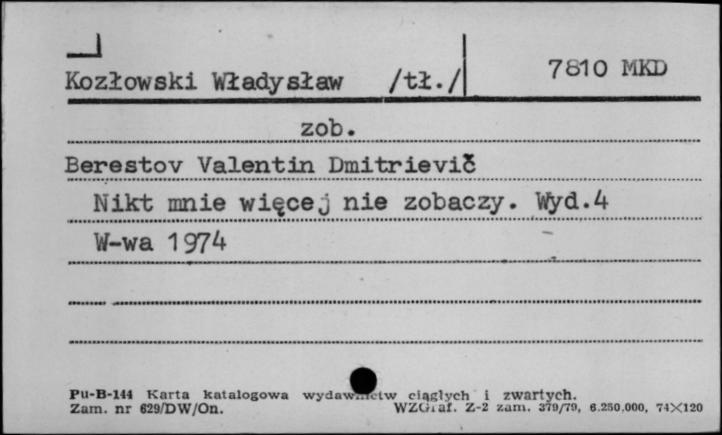 Kozłowski Władysław /tł./ 7810 MKD
zob.
Berestov Valentin Dmitrievič
Nikt mnie więcej nie zobaczy. Wyd.4
W-wa 1974
Pu-B-144 Karta katalogowa wydawnictw ciągłych i zwartych.
Zam. nr 629/DW/On. WZGraf. Z-2 zam. 379/79, 6.250.000, 74×120